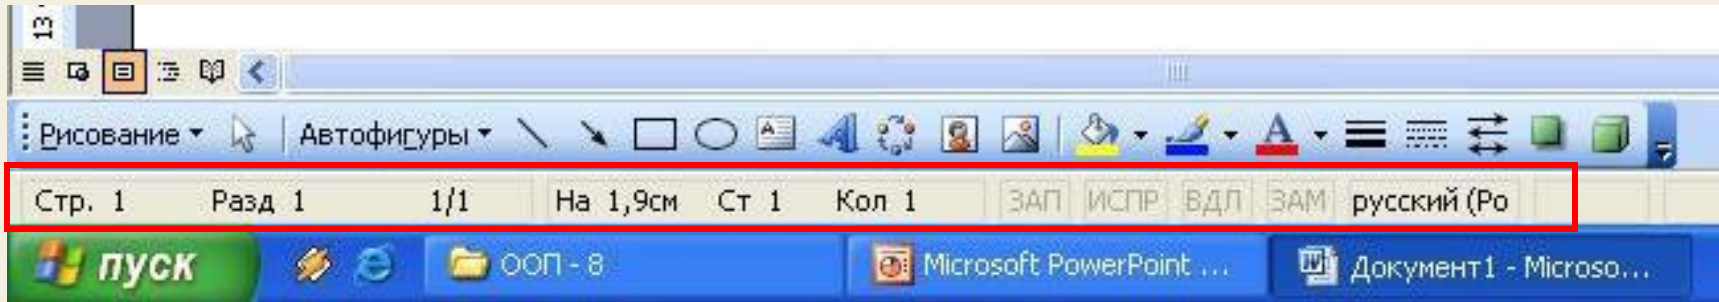 13
Рисование Автофигуры
Стр. 1 Разд 1 1/1 На 1,9см Ст 1 Кол 1 ЗАП ИСПР ВДЛ ЗАМ русский (Ро
пуск ООП - 8 Microsoft PowerPoint ... Документ1 - Microso...